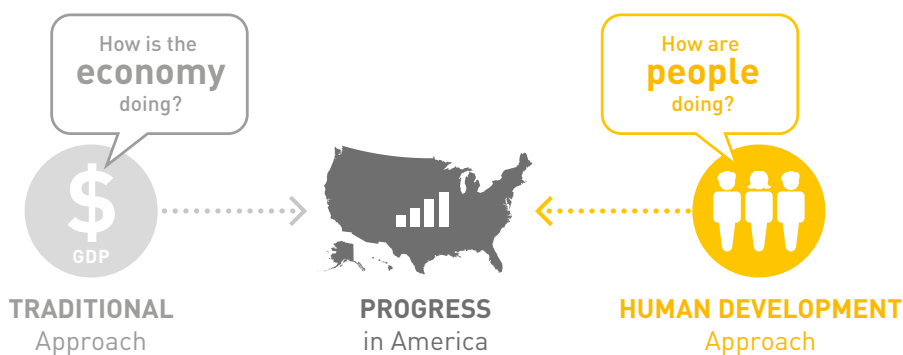 How is the
economy
doing?
$
GDP
TRADITIONAL
Approach
PROGRESS
in America
How are
people
doing?
HUMAN DEVELOPMENT
Approach